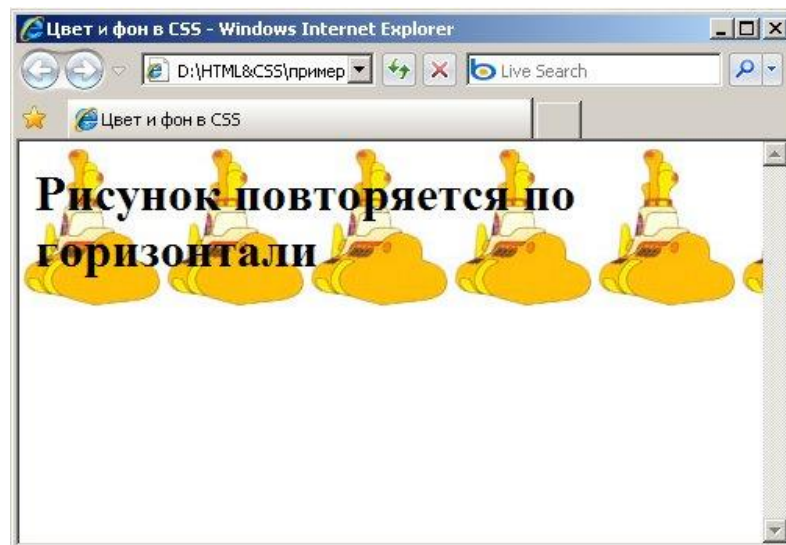 Цвет и фон в CSS - Windows Internet Explorer
D:\HTML&CSS\пример
Live Search
Цвет и фон в CSS
Рисунок повторяется по
горизонтали